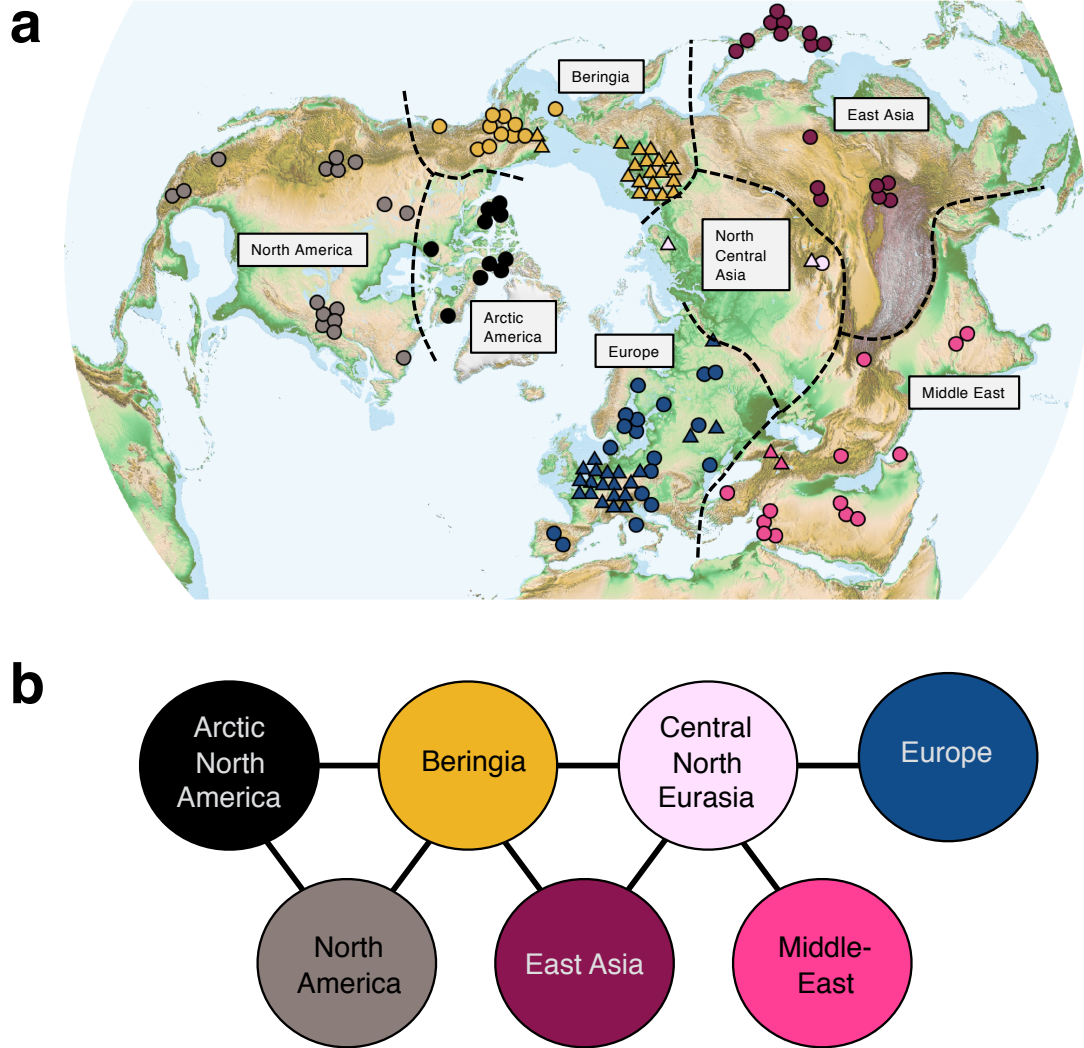 a
Beringia
East Asia
North America
North
Central
Asia
Arctic
America
Europe
Middle East
b
Arctic
North
America
Beringia
Central
North
Eurasia
Europe
North
America
East Asia
Middle-
East